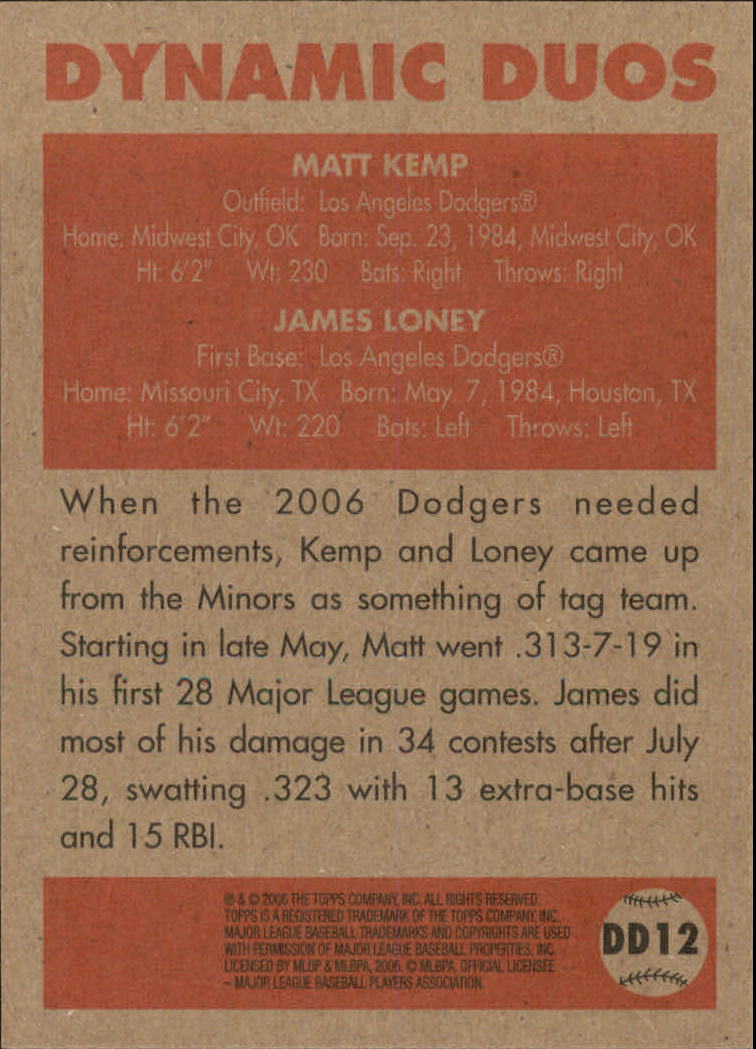 DYNAMIC DUOS
MATT KEMP
Outfield: Los Angeles Dodgers®
Home: Midwest City, OK Born: Sep. 23, 1984, Midwest City, OK
Ht: 6'2" Wt: 230 Bats: Right Throws: Right
JAMES LONEY
First Base: Los Angeles Dodgers®
Home: Missouri City, TX Born: May. 7, 1984, Houston, TX
Ht: 6'2" Wt: 220 Bats: Left Throws: Left
When the 2006 Dodgers needed
reinforcements, Kemp and Loney came up
from the Minors as something of tag team.
Starting in late May, Matt went .313-7-19 in
his first 28 Major League games. James did
most of his damage in 34 contests after July
28, swatting .323 with 13 extra-base hits
and 15 RBI.
® & © 2006 THE TOPPS COMPANY, INC. ALL RIGHTS RESERVED.
TOPPS IS A REGISTERED TRADEMARK OF THE TOPPS COMPANY, INC.
MAJOR LEAGUE BASEBALL TRADEMARKS AND COPYRIGHTS ARE USED
WITH PERMISSION OF MAJOR LEAGUE BASEBALL PROPERTIES, INC.
LICENSED BY MLBP & MLBPA, 2006. © MLBPA, OFFICIAL LICENSEE
– MAJOR LEAGUE BASEBALL PLAYERS ASSOCIATION.
DD12